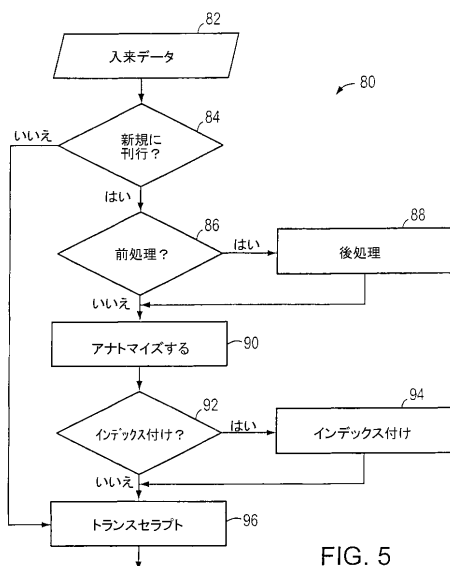 82
入来データ
80
84
いいえ
新規に
刊行?
はい
86
88
前処理?
はい
後処理
いいえ
アナトマイズする
90
92
94
インデックス付け?
はい
インデックス付け
いいえ
トランスセラプト
96
FIG. 5